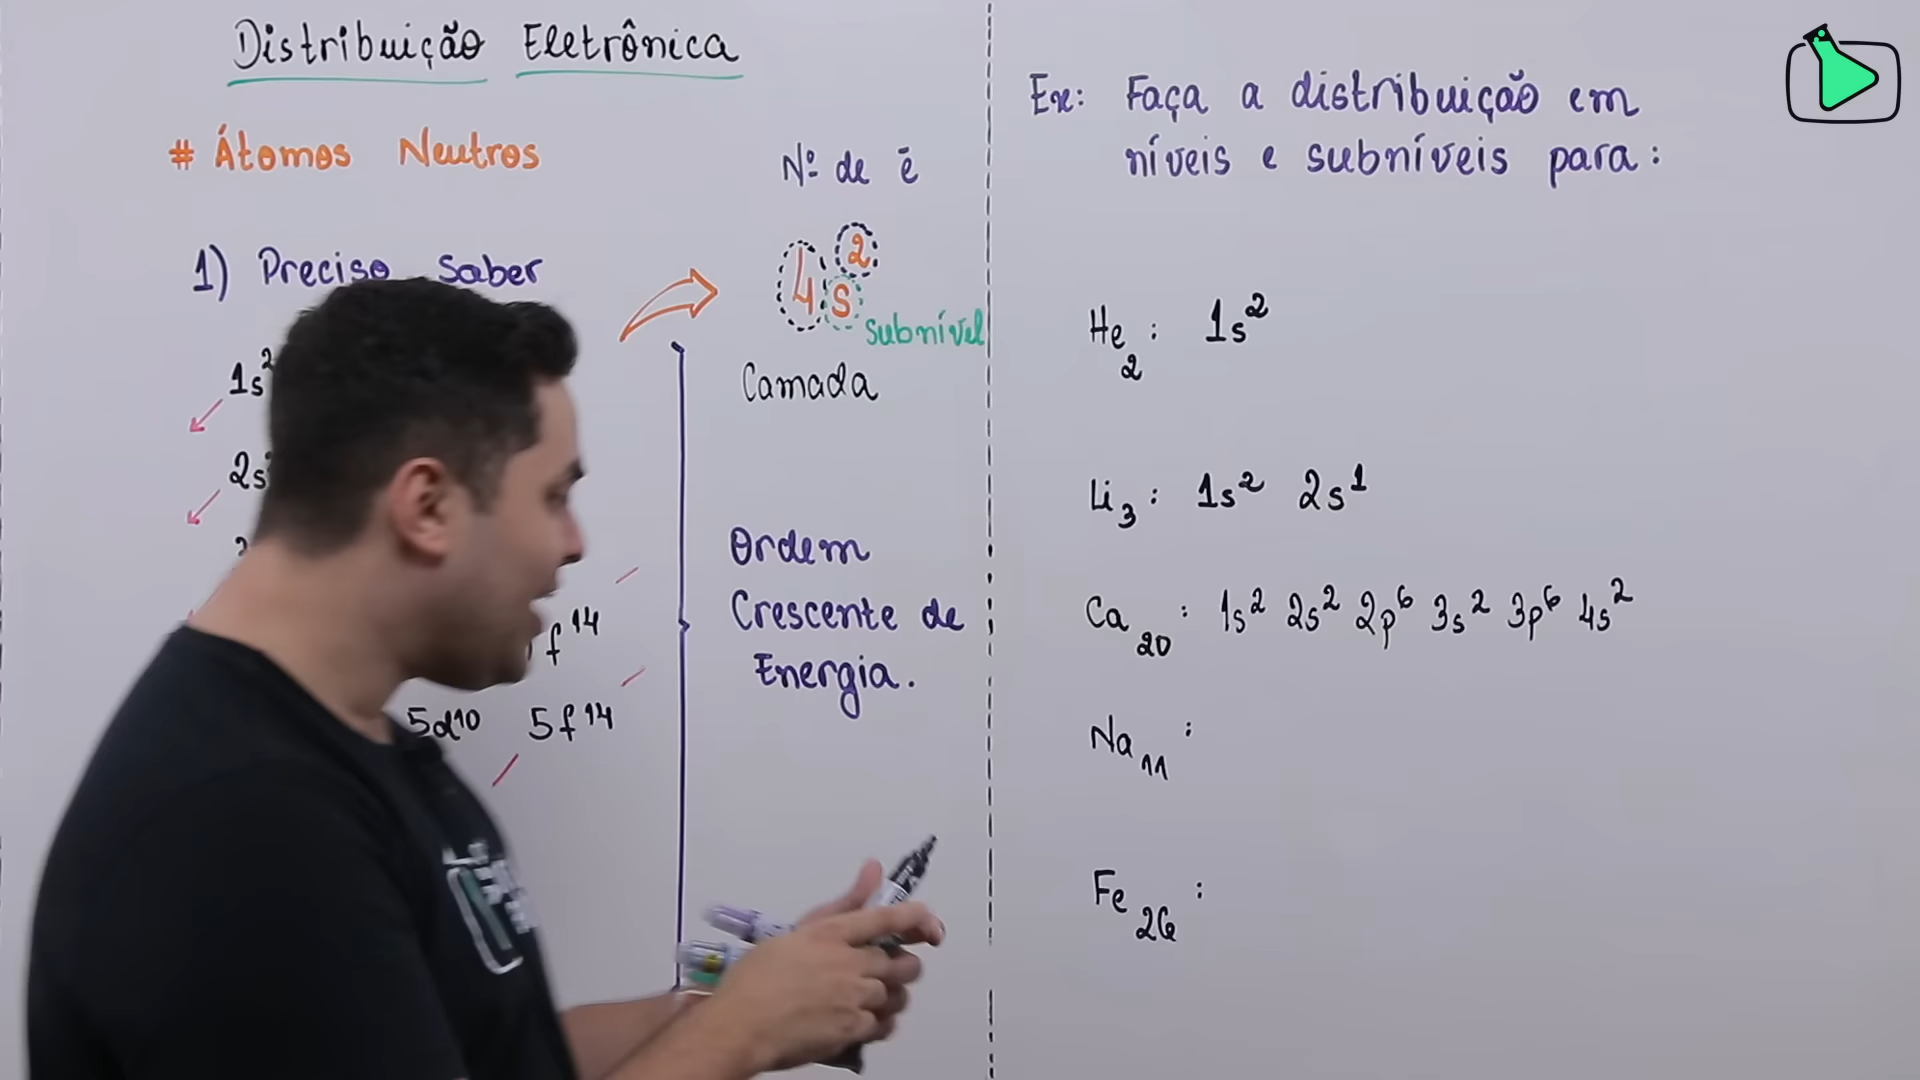 Distribuição Eletrônica
# Átomos Neutros
1) Preciso Saber
1s²
2s
f¹⁴
5d¹⁰ 5f¹⁴
Nº de ē
4s²
Subnível
Camada
Ordem
Crescente de
Energia.
Ex: Faça a distribuição em
níveis e subníveis para:
He₂ : 1s²
Li₃ : 1s² 2s¹
Ca₂₀ : 1s² 2s² 2p⁶ 3s² 3p⁶ 4s²
Na₁₁ :
Fe₂₆ :